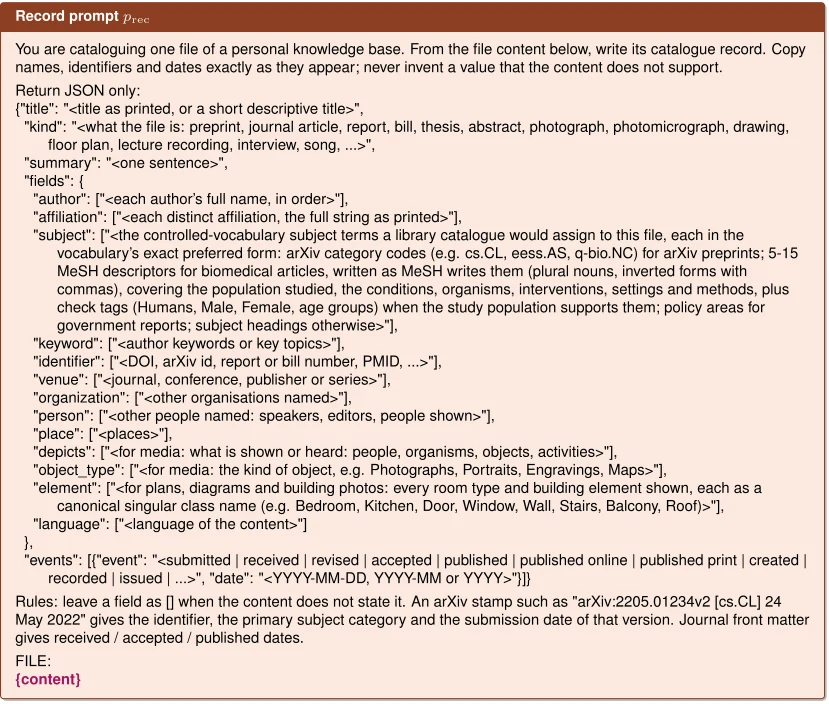 Record prompt p_rec
You are cataloguing one file of a personal knowledge base. From the file content below, write its catalogue record. Copy
names, identifiers and dates exactly as they appear; never invent a value that the content does not support.
Return JSON only:
{"title": "<title as printed, or a short descriptive title>",
"kind": "<what the file is: preprint, journal article, report, bill, thesis, abstract, photograph, photomicrograph, drawing,
floor plan, lecture recording, interview, song, ...>",
"summary": "<one sentence>",
"fields": {
"author": ["<each author's full name, in order>"],
"affiliation": ["<each distinct affiliation, the full string as printed>"],
"subject": ["<the controlled-vocabulary subject terms a library catalogue would assign to this file, each in the
vocabulary's exact preferred form: arXiv category codes (e.g. cs.CL, eess.AS, q-bio.NC) for arXiv preprints; 5-15
MeSH descriptors for biomedical articles, written as MeSH writes them (plural nouns, inverted forms with
commas), covering the population studied, the conditions, organisms, interventions, settings and methods, plus
check tags (Humans, Male, Female, age groups) when the study population supports them; policy areas for
government reports; subject headings otherwise>"],
"keyword": ["<author keywords or key topics>"],
"identifier": ["<DOI, arXiv id, report or bill number, PMID, ...>"],
"venue": ["<journal, conference, publisher or series>"],
"organization": ["<other organisations named>"],
"person": ["<other people named: speakers, editors, people shown>"],
"place": ["<places>"],
"depicts": ["<for media: what is shown or heard: people, organisms, objects, activities>"],
"object_type": ["<for media: the kind of object, e.g. Photographs, Portraits, Engravings, Maps>"],
"element": ["<for plans, diagrams and building photos: every room type and building element shown, each as a
canonical singular class name (e.g. Bedroom, Kitchen, Door, Window, Wall, Stairs, Balcony, Roof)>"],
"language": ["<language of the content>"]
},
"events": [{"event": "<submitted | received | revised | accepted | published | published online | published print | created |
recorded | issued | ...>", "date": "<YYYY-MM-DD, YYYY-MM or YYYY>"}]}
Rules: leave a field as [] when the content does not state it. An arXiv stamp such as "arXiv:2205.01234v2 [cs.CL] 24
May 2022" gives the identifier, the primary subject category and the submission date of that version. Journal front matter
gives received / accepted / published dates.
FILE:
{content}